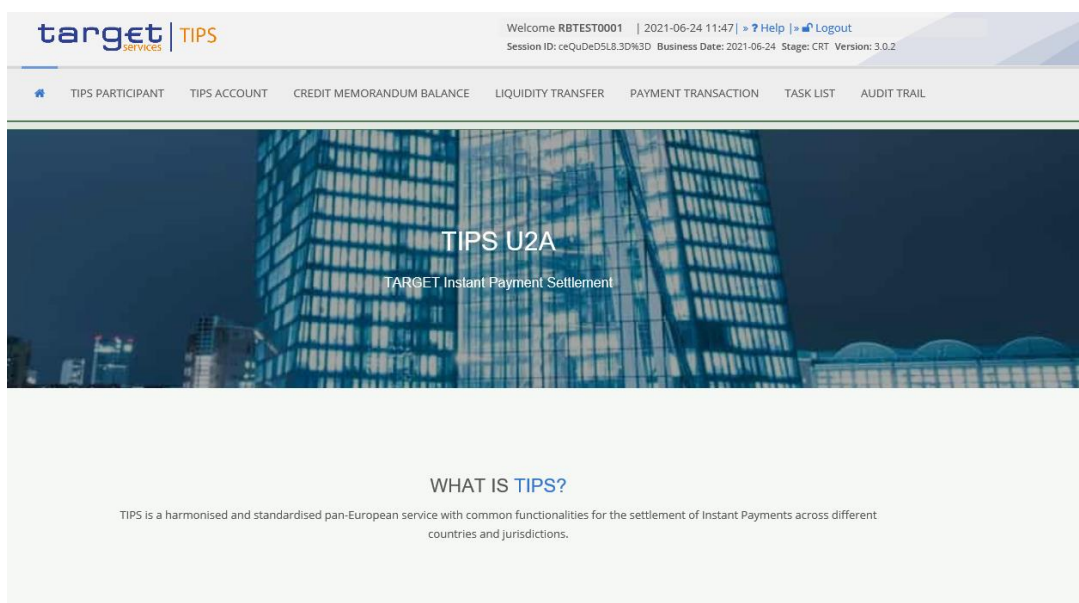 target | TIPS
services
Welcome RBTEST0001 | 2021-06-24 11:47| » ? Help |» Logout
Session ID: ceQuDeD5L8.3D%3D Business Date: 2021-06-24 Stage: CRT Version: 3.0.2
TIPS PARTICIPANT TIPS ACCOUNT CREDIT MEMORANDUM BALANCE LIQUIDITY TRANSFER PAYMENT TRANSACTION TASK LIST AUDIT TRAIL
TIPS U2A
TARGET Instant Payment Settlement
WHAT IS TIPS?
TIPS is a harmonised and standardised pan-European service with common functionalities for the settlement of Instant Payments across different
countries and jurisdictions.